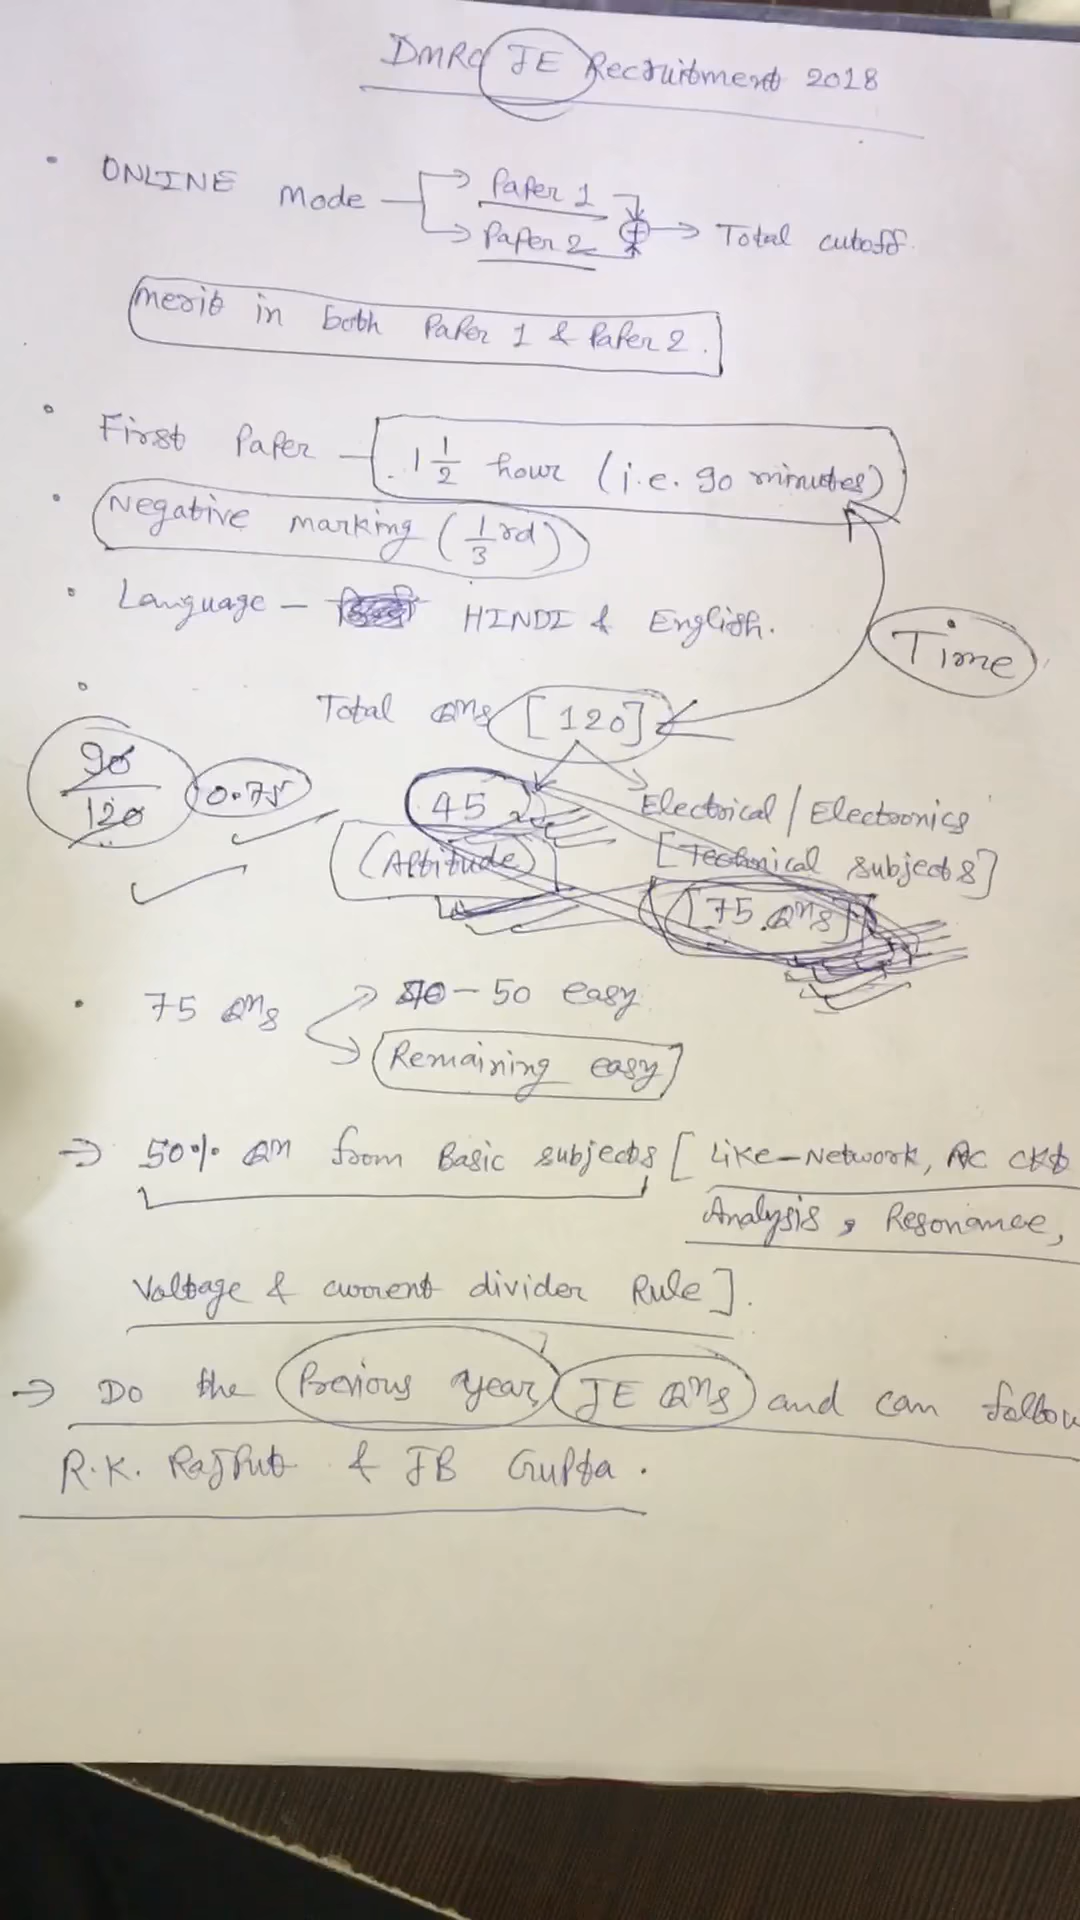 DMRC JE Recruitment 2018
• ONLINE Mode → Paper 1
→ Paper 2 + → Total cutoff.
Merit in both Paper 1 & Paper 2.
• First Paper — 1 1/2 hour (i.e. 90 minutes)
• Negative marking (1/3 rd)
• Language — HINDI & English.
Time
Total Qns [120]
90/120 0.75
45
(Aptitude)
Electrical / Electronics
[Technical subjects]
[75 Qns]
• 75 Qns → 40 - 50 easy
→ Remaining easy
→ 50% Qn from Basic subjects [Like - Network, AC ckt
Analysis, Resonance,
Voltage & current divider Rule].
→ Do the Previous year JE Qns and can follow
R.K. Rajput & JB Gupta.